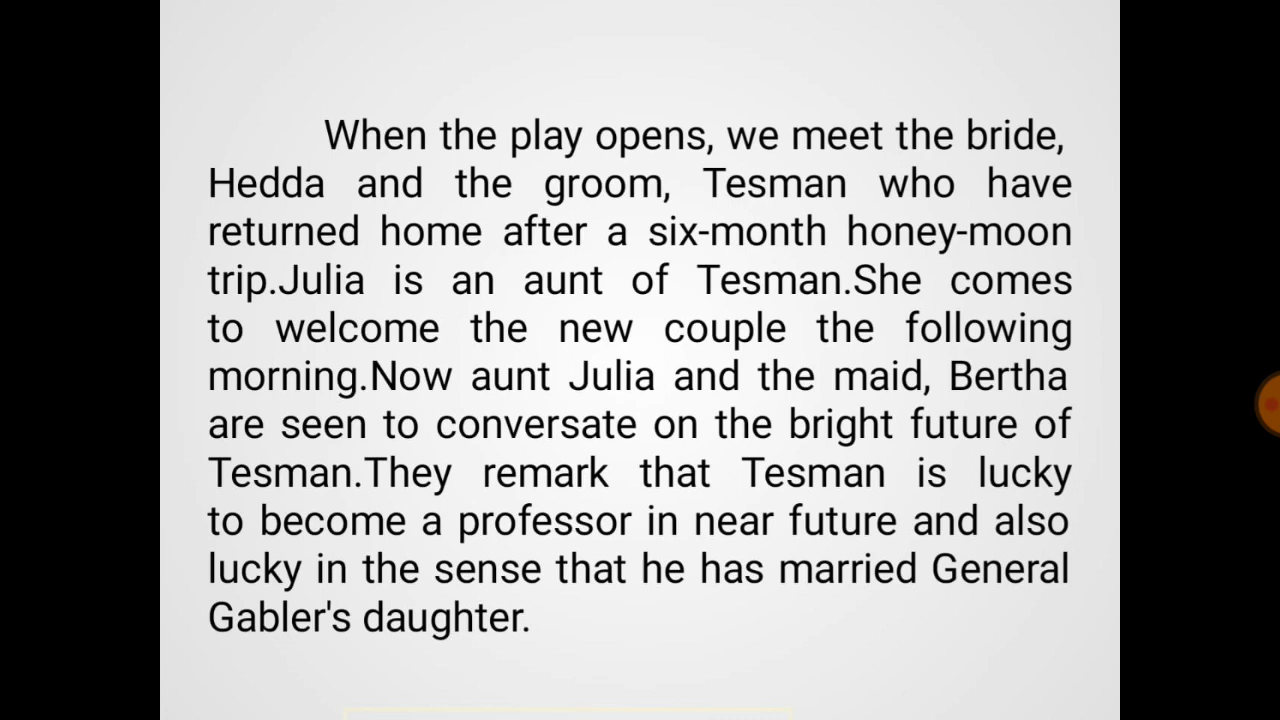 When the play opens, we meet the bride,
Hedda and the groom, Tesman who have
returned home after a six-month honey-moon
trip.Julia is an aunt of Tesman.She comes
to welcome the new couple the following
morning.Now aunt Julia and the maid, Bertha
are seen to conversate on the bright future of
Tesman.They remark that Tesman is lucky
to become a professor in near future and also
lucky in the sense that he has married General
Gabler's daughter.